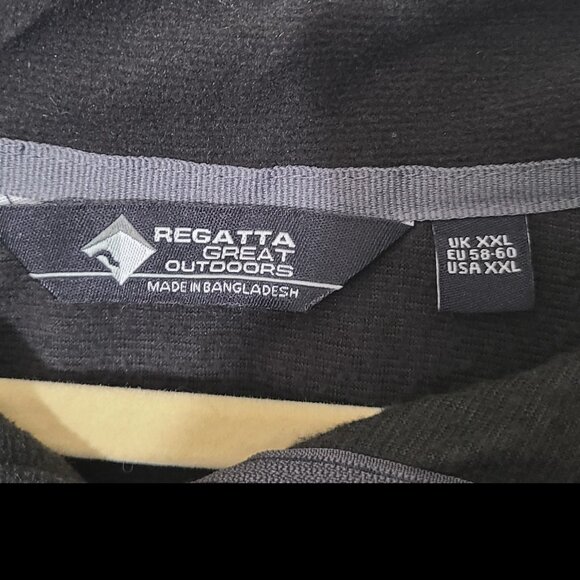 REGATTA
GREAT
OUTDOORS
MADE IN BANGLADESH
UK XXL
EU 58-60
USA XXL